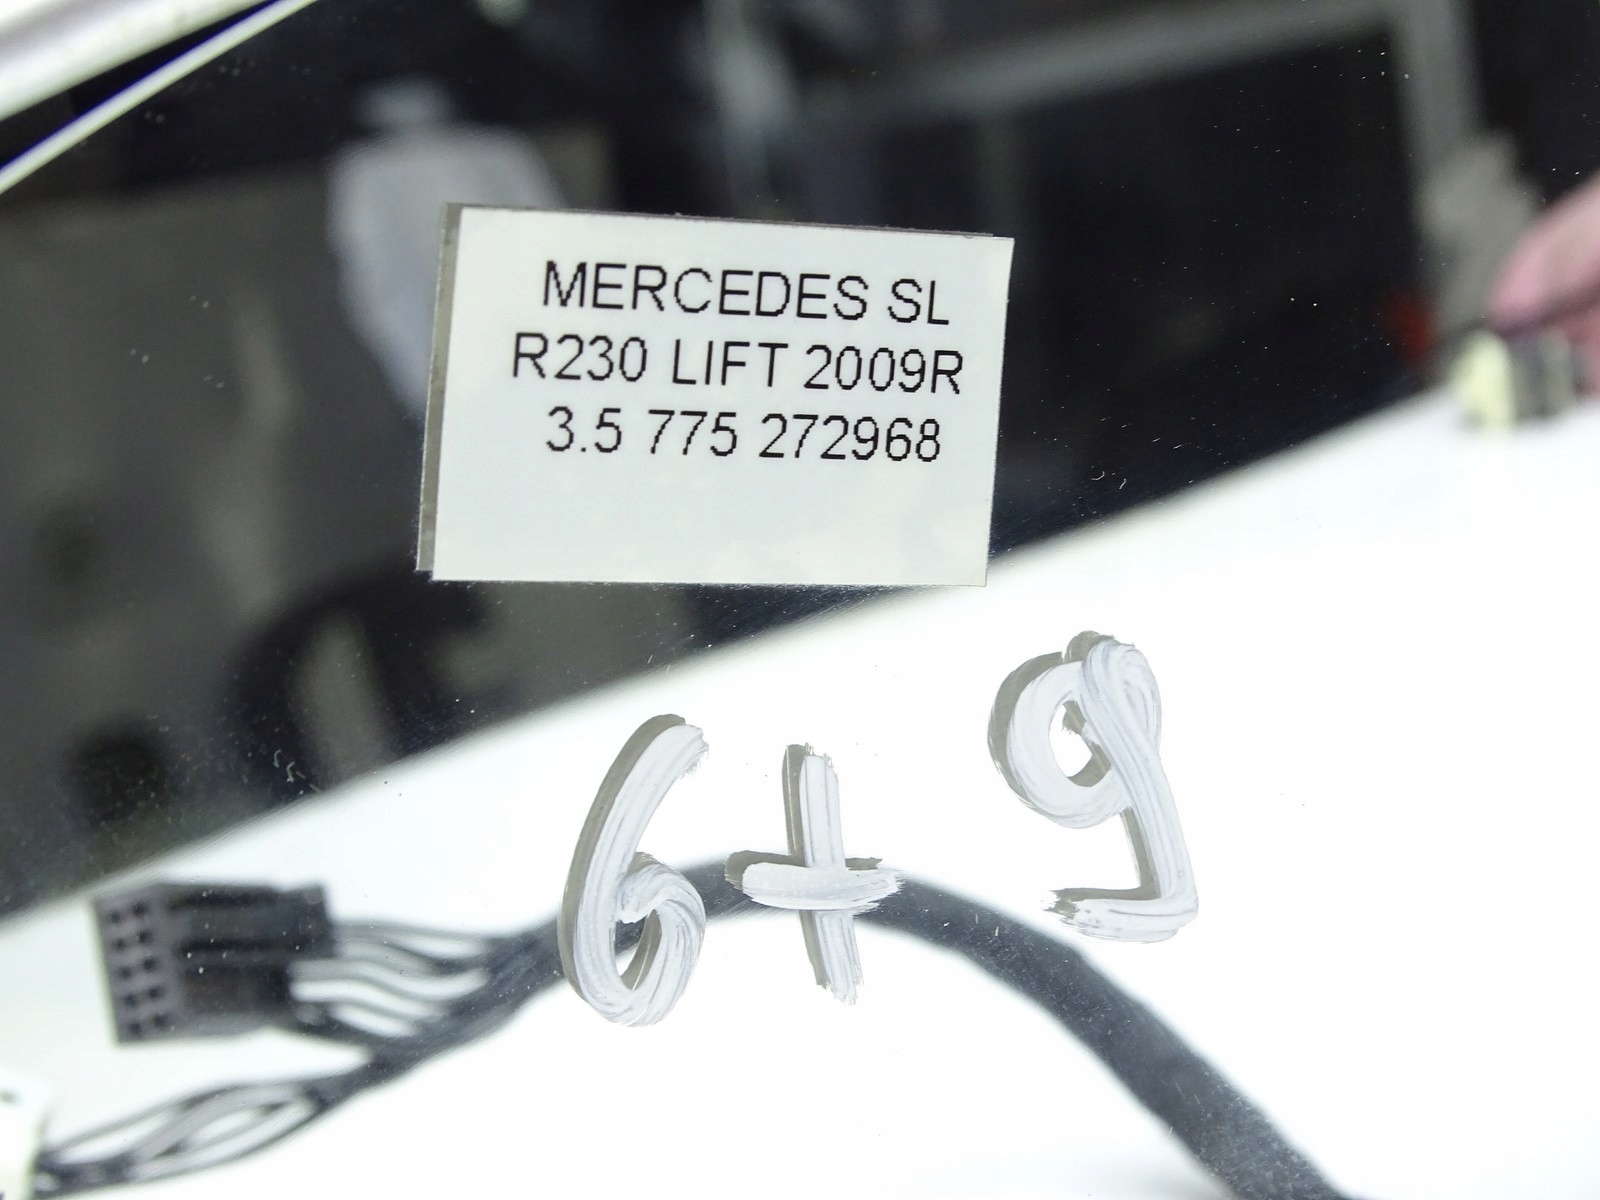 MERCEDES SL
R230 LIFT 2009R
3.5 775 272968
6+9